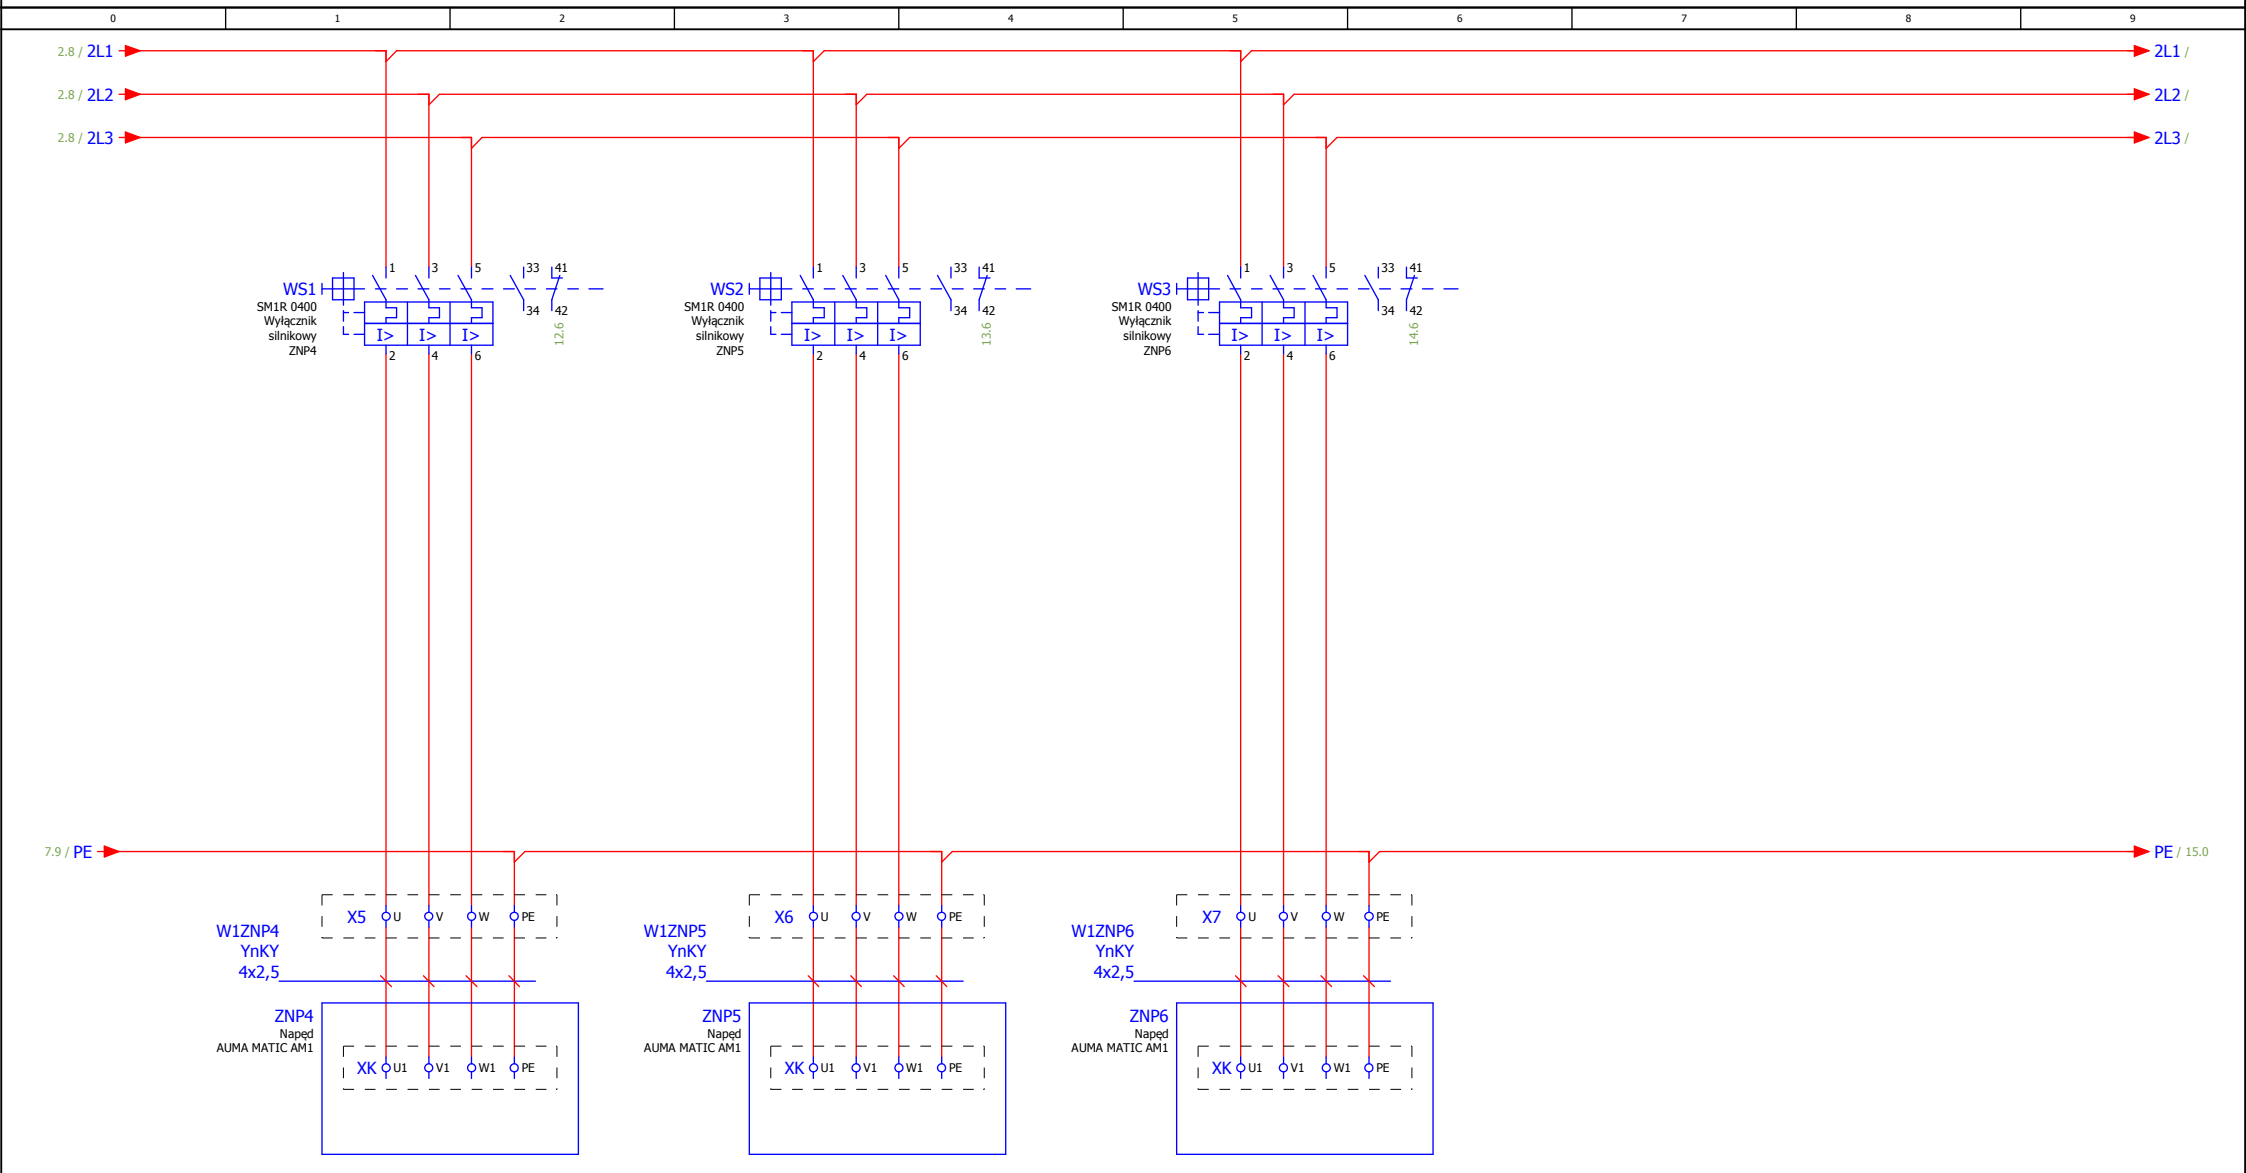 0 1 2 3 4 5 6 7 8 9
2.8 / 2L1 2L1 /
2.8 / 2L2 2L2 /
2.8 / 2L3 2L3 /
WS1
SM1R 0400
Wyłącznik
silnikowy
ZNP4
1 3 5 33 41
34 42
I> I> I>
2 4 6
12.6
WS2
SM1R 0400
Wyłącznik
silnikowy
ZNP5
1 3 5 33 41
34 42
I> I> I>
2 4 6
13.6
WS3
SM1R 0400
Wyłącznik
silnikowy
ZNP6
1 3 5 33 41
34 42
I> I> I>
2 4 6
14.6
7.9 / PE PE / 15.0
X5 U V W PE
W1ZNP4
YnKY
4x2,5
ZNP4
Napęd
AUMA MATIC AM1
XK U1 V1 W1 PE
X6 U V W PE
W1ZNP5
YnKY
4x2,5
ZNP5
Napęd
AUMA MATIC AM1
XK U1 V1 W1 PE
X7 U V W PE
W1ZNP6
YnKY
4x2,5
ZNP6
Napęd
AUMA MATIC AM1
XK U1 V1 W1 PE